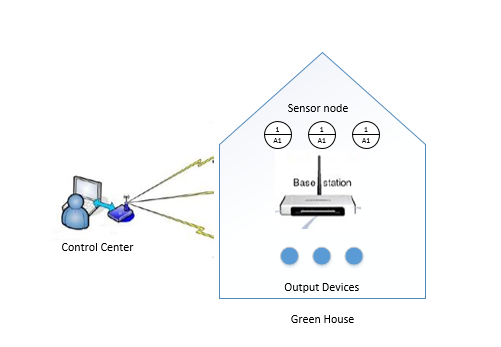 Sensor node
1 1 1
A1 A1 A1
Base station
Control Center
Output Devices
Green House